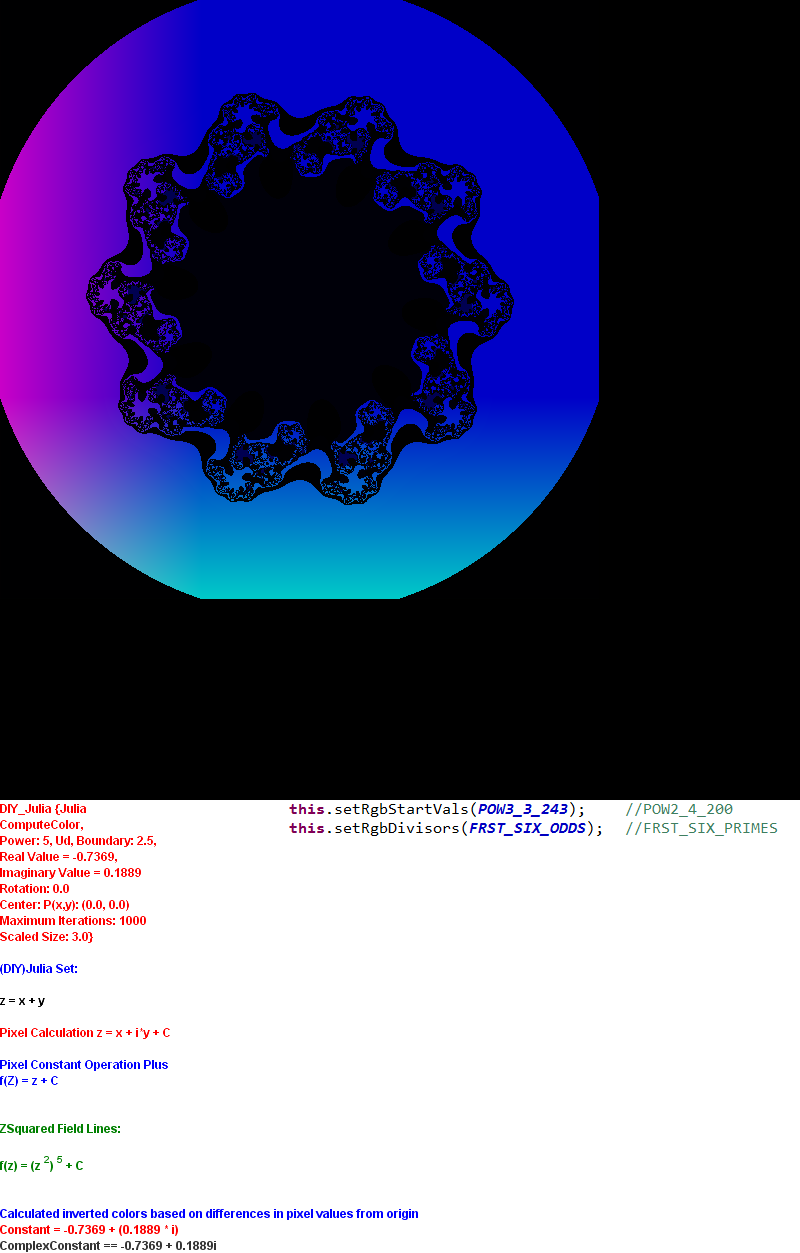 this.setRgbStartVals(POW3_3_243); //POW2_4_200
this.setRgbDivisors(FRST_SIX_ODDS); //FRST_SIX_PRIMES
DIY_Julia {Julia
ComputeColor,
Power: 5, Ud, Boundary: 2.5,
Real Value = -0.7369,
Imaginary Value = 0.1889
Rotation: 0.0
Center: P(x,y): (0.0, 0.0)
Maximum Iterations: 1000
Scaled Size: 3.0}
(DIY)Julia Set:
z = x + y
Pixel Calculation z = x + i*y + C
Pixel Constant Operation Plus
f(Z) = z + C
ZSquared Field Lines:
f(z) = (z 2) 5 + C
Calculated inverted colors based on differences in pixel values from origin
Constant = -0.7369 + (0.1889 * i)
ComplexConstant == -0.7369 + 0.1889i